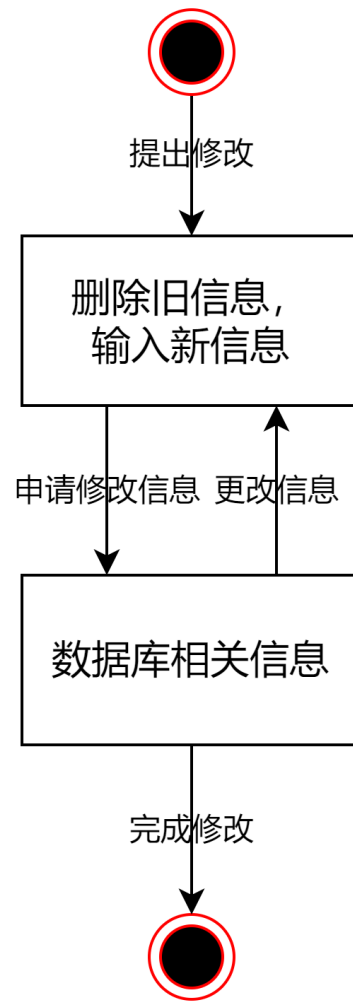 提出修改
删除旧信息，
输入新信息
申请修改信息
更改信息
数据库相关信息
完成修改